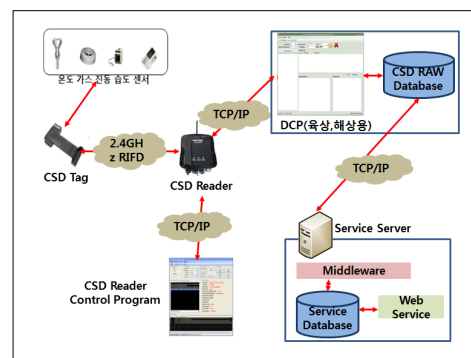 온도 가스 진동 습도 센서
CSD Tag
2.4GH
z RIFD
CSD Reader
TCP/IP
DCP(육상,해상용)
CSD RAW
Database
TCP/IP
TCP/IP
CSD Reader
Control Program
Service Server
Middleware
Service
Database
Web
Service